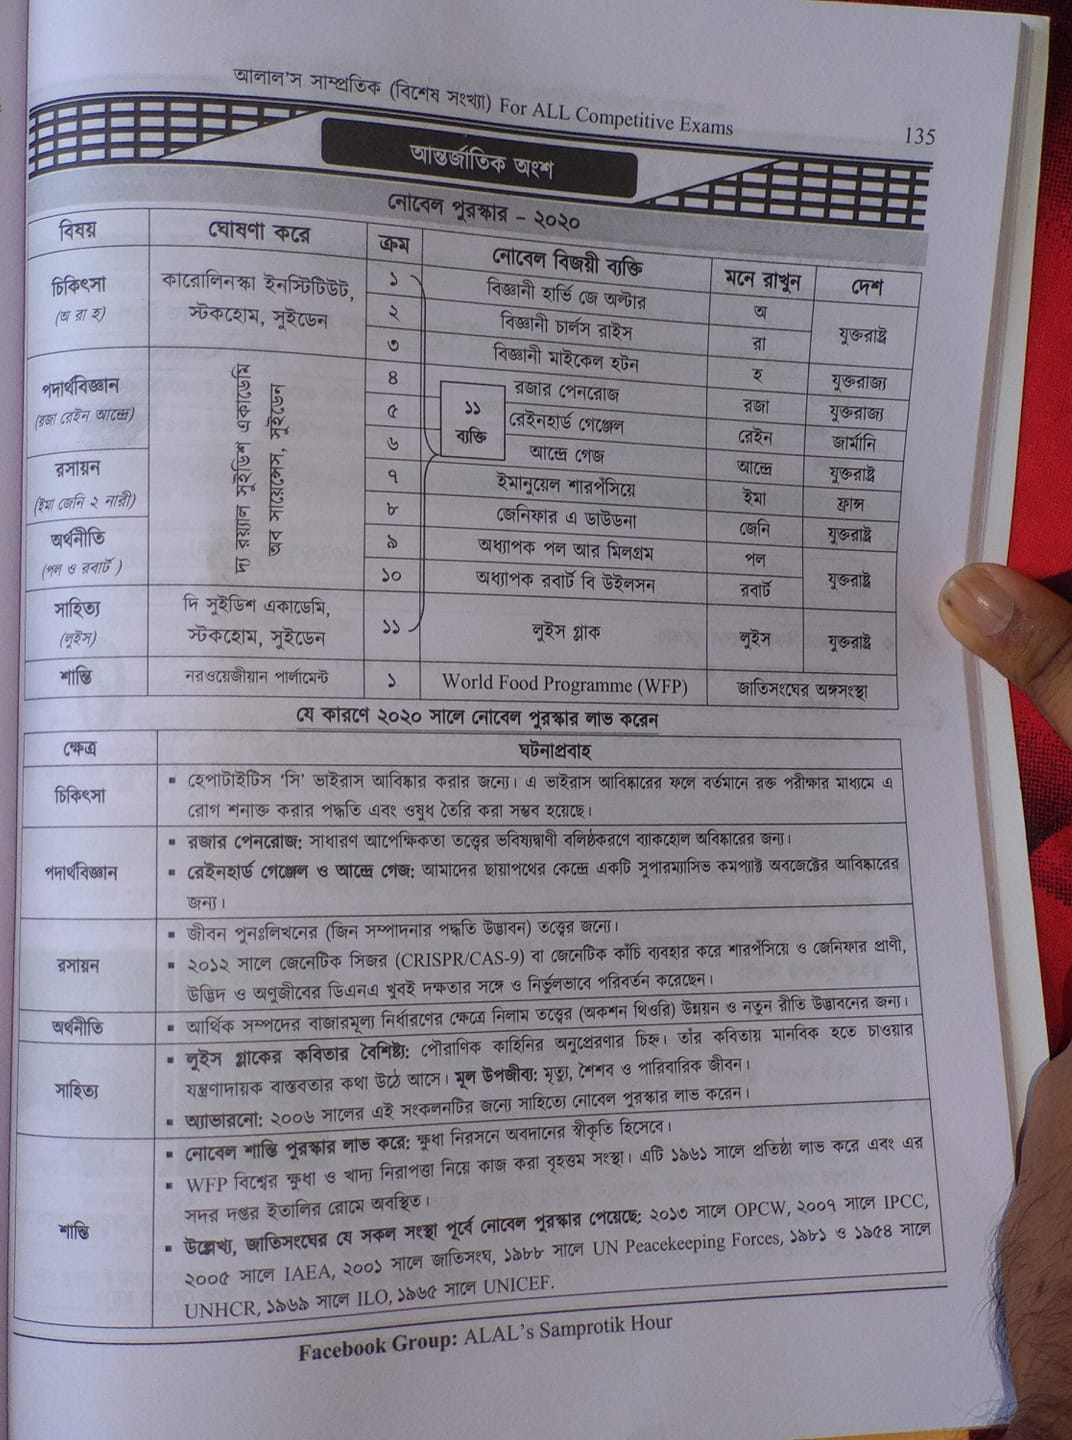 আলাল'স সাম্প্রতিক (বিশেষ সংখ্যা) For ALL Competitive Exams
135
আন্তর্জাতিক অংশ
নোবেল পুরস্কার - ২০২০
বিষয় ঘোষণা করে ক্রম নোবেল বিজয়ী ব্যক্তি মনে রাখুন দেশ
চিকিৎসা
(অ রা হ)
কারোলিনস্কা ইনস্টিটিউট,
স্টকহোম, সুইডেন
১ বিজ্ঞানী হার্ভি জে অল্টার অ
২ বিজ্ঞানী চার্লস রাইস রা
যুক্তরাষ্ট্র
৩ বিজ্ঞানী মাইকেল হটন হ যুক্তরাজ্য
পদার্থবিজ্ঞান
(রজা রেইন আন্দ্রে)
দ্য রয়্যাল সুইডিশ একাডেমি
অব সায়েন্সেস, সুইডেন
৪ রজার পেনরোজ রজা যুক্তরাজ্য
৫ রেইনহার্ড গেঞ্জেল রেইন জার্মানি
৬ আন্দ্রে গেজ আন্দ্রে যুক্তরাষ্ট্র
১১
ব্যক্তি
রসায়ন
(ইমা জেনি ২ নারী)
৭ ইমানুয়েল শারপঁসিয়ে ইমা ফ্রান্স
৮ জেনিফার এ ডাউডনা জেনি যুক্তরাষ্ট্র
অর্থনীতি
(পল ও রবার্ট)
৯ অধ্যাপক পল আর মিলগ্রম পল
১০ অধ্যাপক রবার্ট বি উইলসন রবার্ট
যুক্তরাষ্ট্র
সাহিত্য
(লুইস)
দি সুইডিশ একাডেমি,
স্টকহোম, সুইডেন
১১ লুইস গ্লাক লুইস যুক্তরাষ্ট্র
শান্তি নরওয়েজীয়ান পার্লামেন্ট ১ World Food Programme (WFP) জাতিসংঘের অঙ্গসংস্থা
যে কারণে ২০২০ সালে নোবেল পুরস্কার লাভ করেন
ক্ষেত্র ঘটনাপ্রবাহ
চিকিৎসা
▪ হেপাটাইটিস ‘সি’ ভাইরাস আবিষ্কার করার জন্যে। এ ভাইরাস আবিষ্কারের ফলে বর্তমানে রক্ত পরীক্ষার মাধ্যমে এ
রোগ শনাক্ত করার পদ্ধতি এবং ওষুধ তৈরি করা সম্ভব হয়েছে।
পদার্থবিজ্ঞান
▪ রজার পেনরোজ: সাধারণ আপেক্ষিকতা তত্ত্বের ভবিষ্যদ্বাণী বলিষ্ঠকরণে ব্যাকহোল অবিষ্কারের জন্য।
▪ রেইনহার্ড গেঞ্জেল ও আন্দ্রে গেজ: আমাদের ছায়াপথের কেন্দ্রে একটি সুপারম্যাসিভ কমপ্যাক্ট অবজেক্টের আবিষ্কারের
জন্য।
রসায়ন
▪ জীবন পুনঃলিখনের (জিন সম্পাদনার পদ্ধতি উদ্ভাবন) তত্ত্বের জন্যে।
▪ ২০১২ সালে জেনেটিক সিজর (CRISPR/CAS-9) বা জেনেটিক কাঁচি ব্যবহার করে শারপঁসিয়ে ও জেনিফার প্রাণী,
উদ্ভিদ ও অণুজীবের ডিএনএ খুবই দক্ষতার সঙ্গে ও নির্ভুলভাবে পরিবর্তন করেছেন।
অর্থনীতি
▪ আর্থিক সম্পদের বাজারমূল্য নির্ধারণের ক্ষেত্রে নিলাম তত্ত্বের (অকশন থিওরি) উন্নয়ন ও নতুন রীতি উদ্ভাবনের জন্য।
সাহিত্য
▪ লুইস গ্লাকের কবিতার বৈশিষ্ট্য: পৌরাণিক কাহিনির অনুপ্রেরণার চিহ্ন। তাঁর কবিতায় মানবিক হতে চাওয়ার
যন্ত্রণাদায়ক বাস্তবতার কথা উঠে আসে। মূল উপজীব্য: মৃত্যু, শৈশব ও পারিবারিক জীবন।
▪ অ্যাভারনো: ২০০৬ সালের এই সংকলনটির জন্যে সাহিত্যে নোবেল পুরস্কার লাভ করেন।
শান্তি
▪ নোবেল শান্তি পুরস্কার লাভ করে: ক্ষুধা নিরসনে অবদানের স্বীকৃতি হিসেবে।
▪ WFP বিশ্বের ক্ষুধা ও খাদ্য নিরাপত্তা নিয়ে কাজ করা বৃহত্তম সংস্থা। এটি ১৯৬১ সালে প্রতিষ্ঠা লাভ করে এবং এর
সদর দপ্তর ইতালির রোমে অবস্থিত।
▪ উল্লেখ্য, জাতিসংঘের যে সকল সংস্থা পূর্বে নোবেল পুরস্কার পেয়েছে: ২০১৩ সালে OPCW, ২০০৭ সালে IPCC,
২০০৫ সালে IAEA, ২০০১ সালে জাতিসংঘ, ১৯৮৮ সালে UN Peacekeeping Forces, ১৯৮১ ও ১৯৫৪ সালে
UNHCR, ১৯৬৯ সালে ILO, ১৯৬৫ সালে UNICEF.
Facebook Group: ALAL's Samprotik Hour